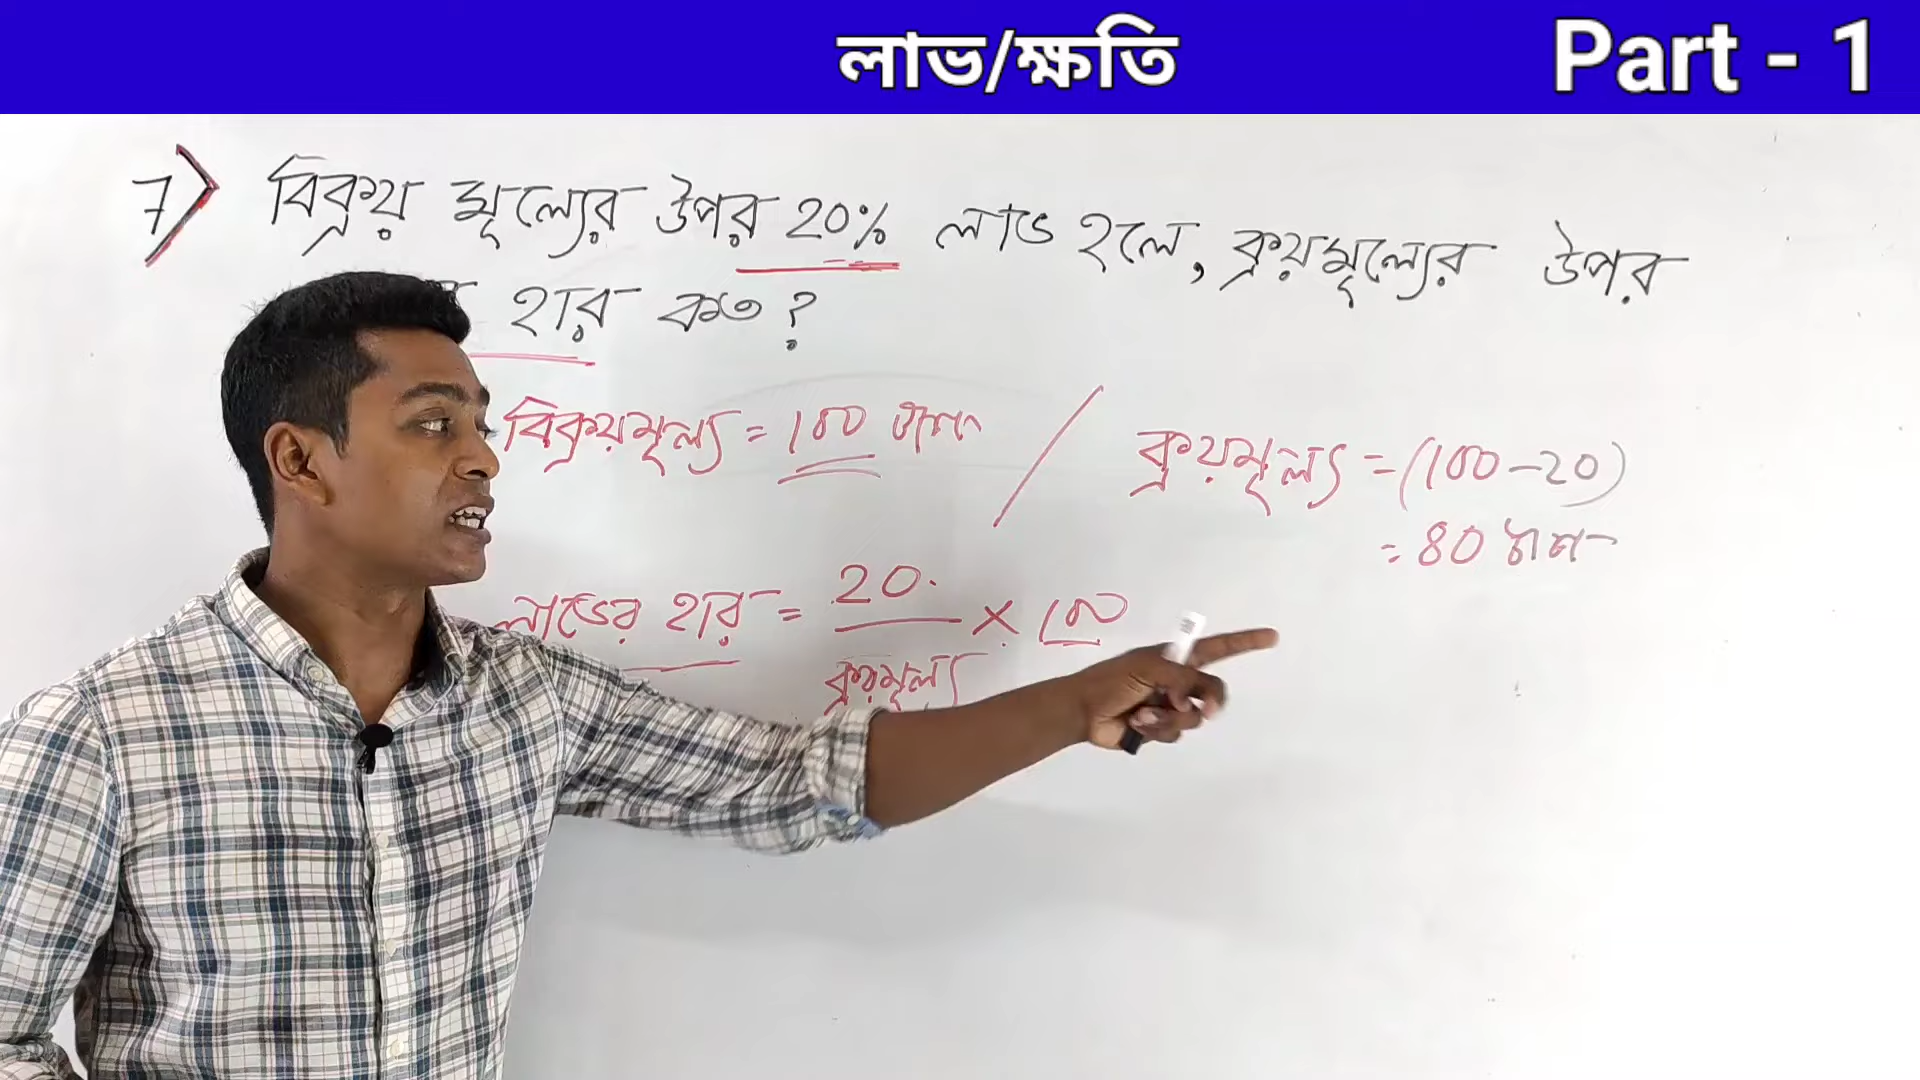 লাভ/ক্ষতি
Part - 1
7> বিক্রয় মূল্যের উপর 20% লাভ হলে, ক্রয়মূল্যের উপর
হার কত?
বিক্রয়মূল্য = 100 টাকা / ক্রয়মূল্য = (100 - 20)
= 80 টাকা
লাভের হার = 20 × 100
ক্রয়মূল্য